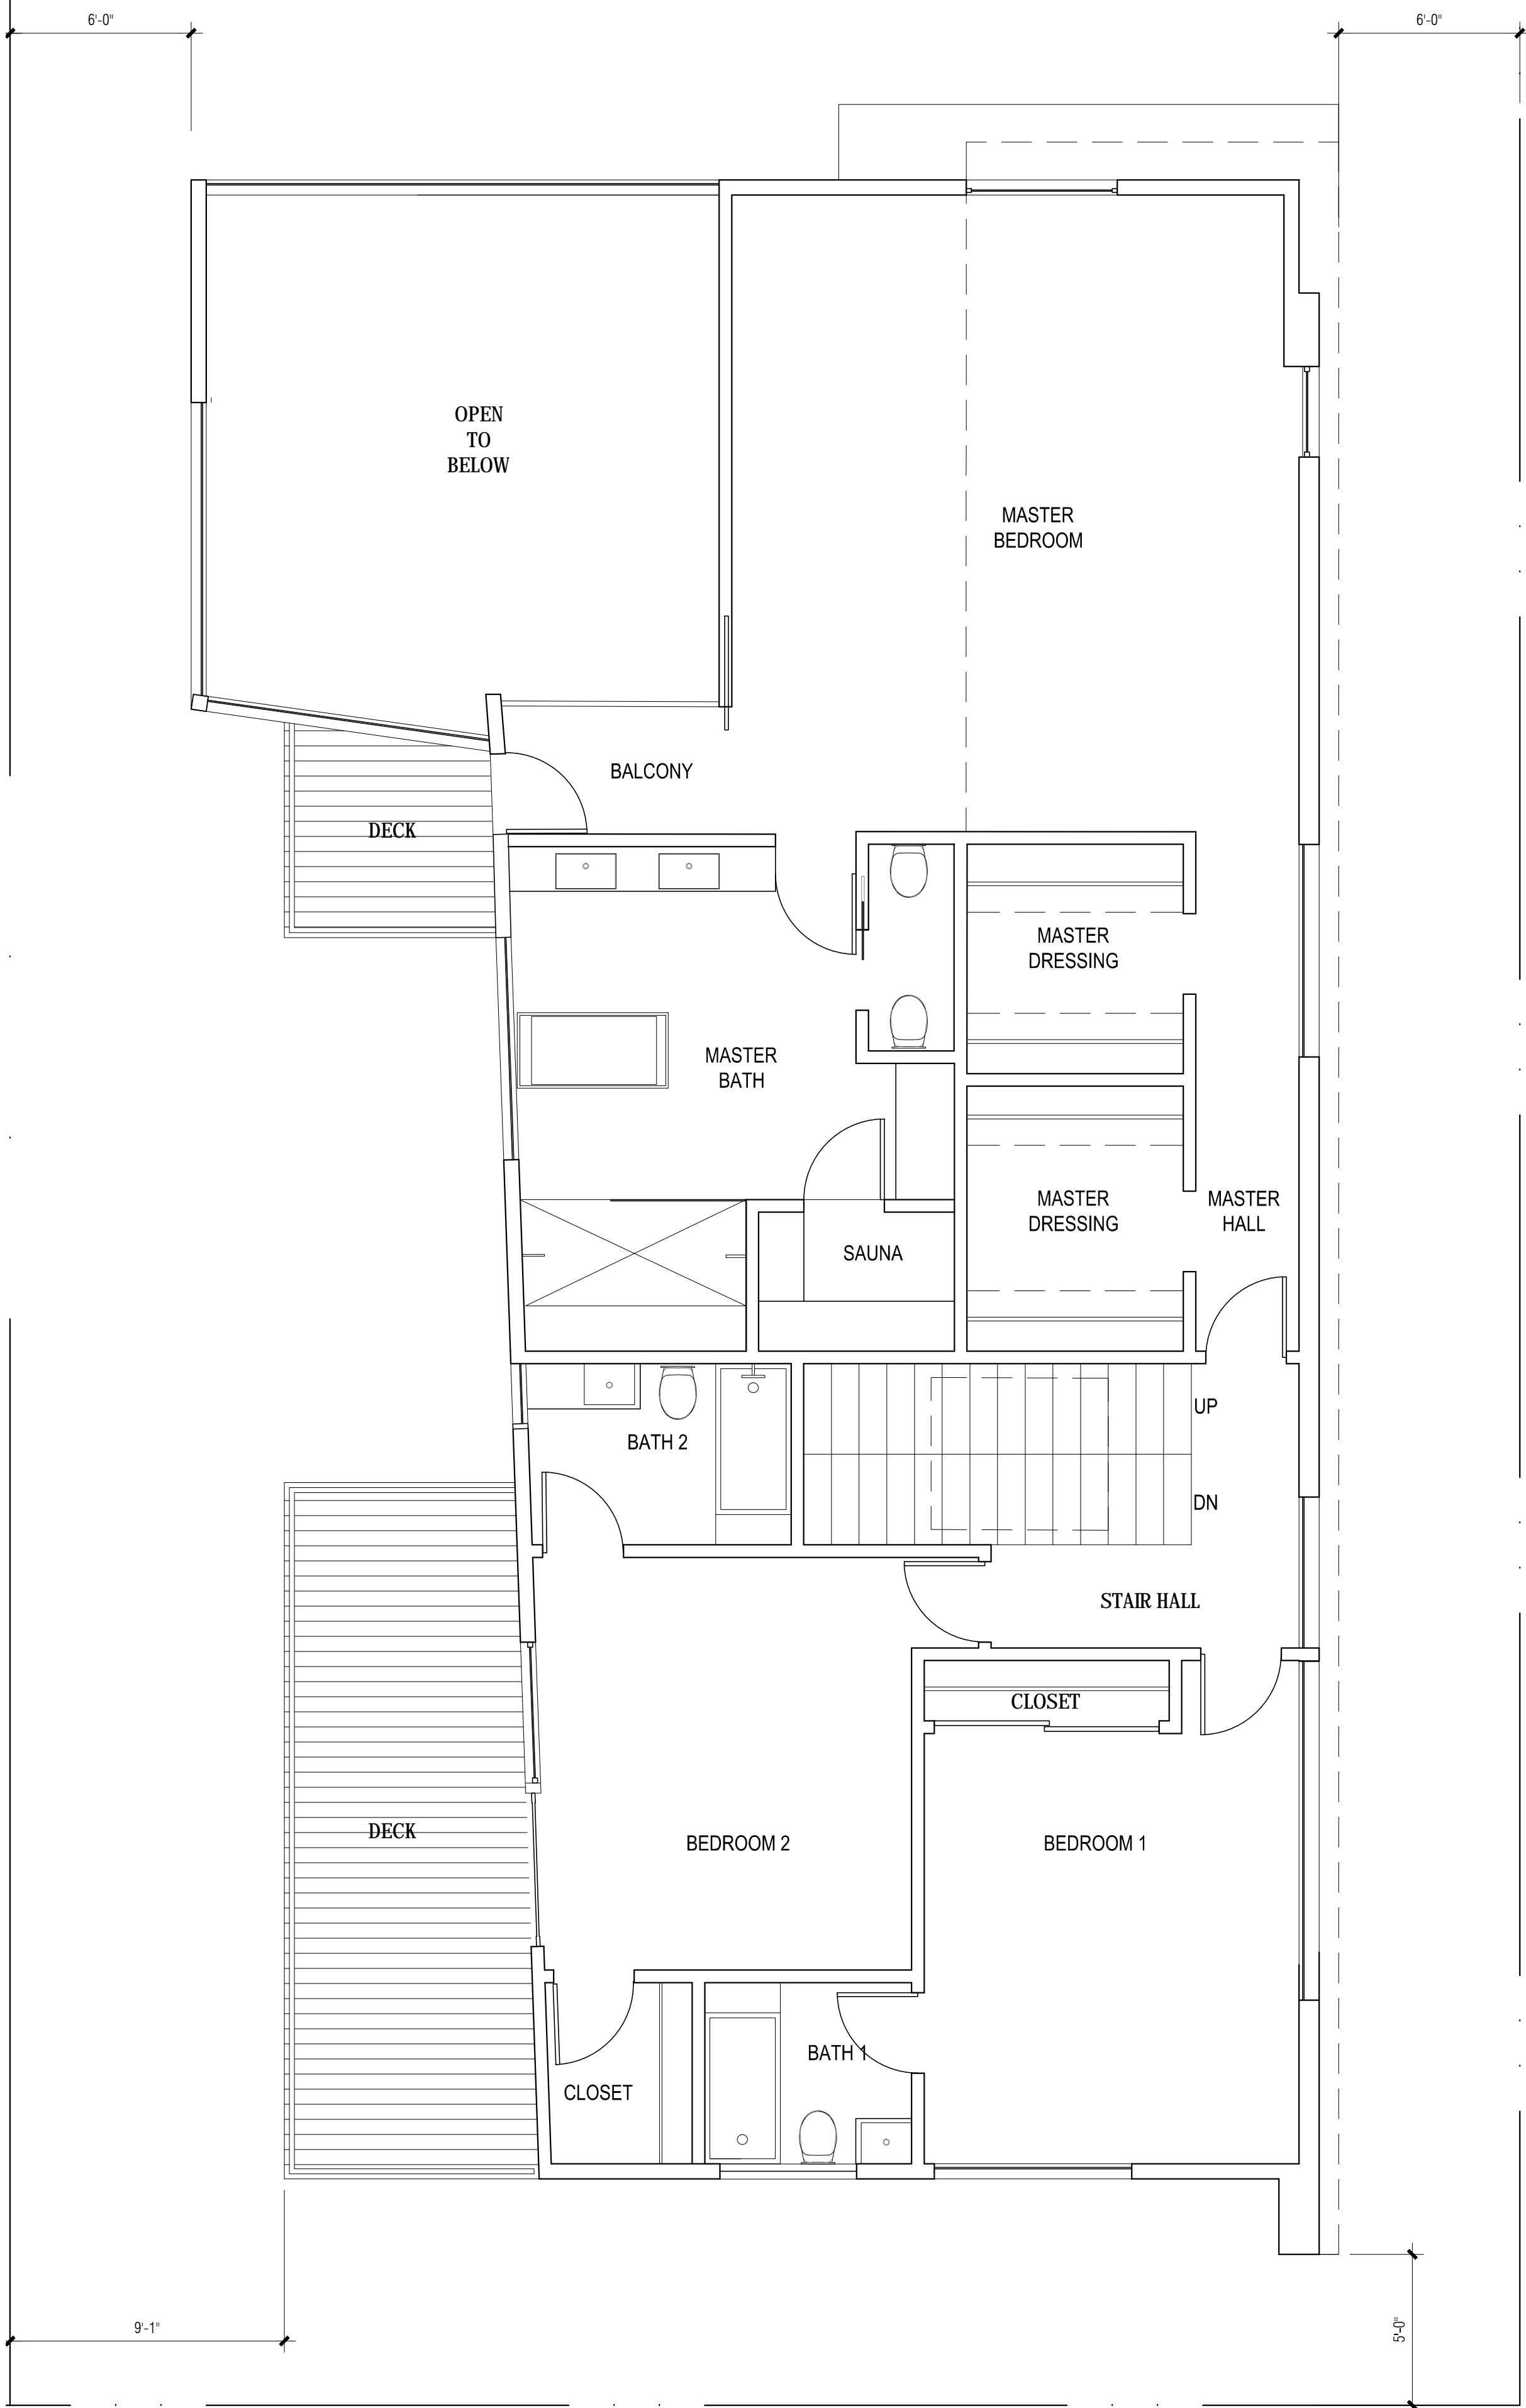 6'-0"
6'-0"
OPEN
TO
BELOW
MASTER
BEDROOM
BALCONY
DECK
MASTER
DRESSING
MASTER
BATH
MASTER
DRESSING
MASTER
HALL
SAUNA
UP
BATH 2
DN
STAIR HALL
CLOSET
DECK
BEDROOM 2
BEDROOM 1
BATH 1
CLOSET
9'-1"
5'-0"